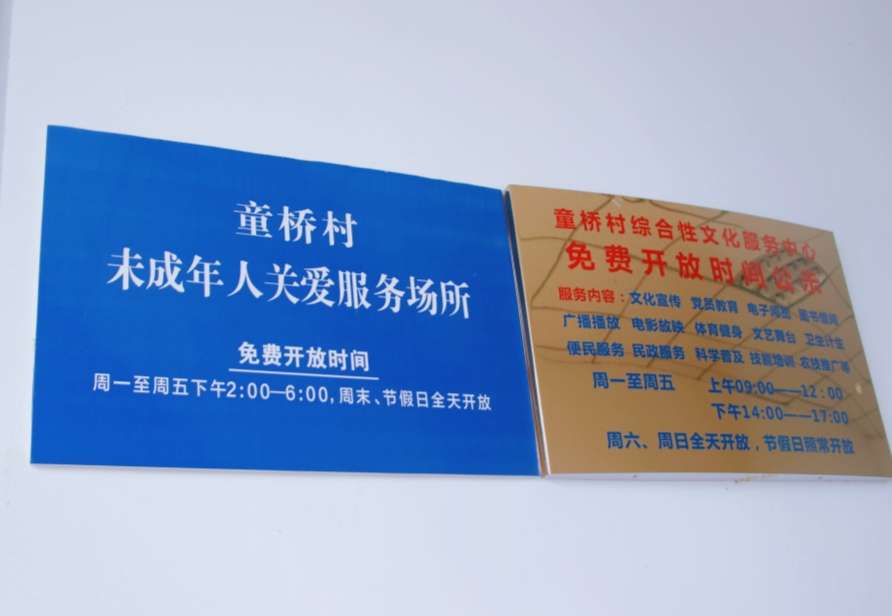 童桥村
未成年人关爱服务场所
免费开放时间
周一至周五下午2:00—6:00,周末、节假日全天开放
童桥村综合性文化服务中心
免费开放时间公示
服务内容：文化宣传 党员教育 电子阅览 图书借阅
广播播放 电影放映 体育健身 文艺舞台 卫生计生
便民服务 民政服务 科学普及 技能培训 农技推广等
周一至周五 上午09:00——12:00
下午14:00——17:00
周六、周日全天开放，节假日照常开放